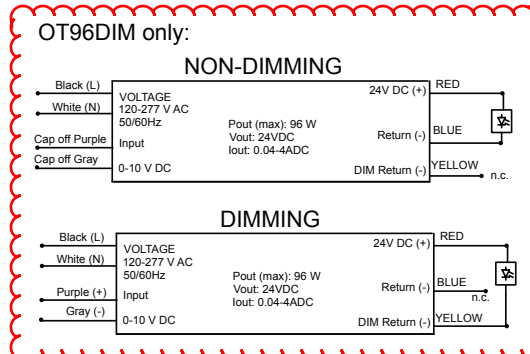 OT96DIM only:
NON-DIMMING
Black (L)
White (N)
Cap off Purple
Cap off Gray
VOLTAGE
120-277 V AC
50/60Hz
Input
0-10 V DC
Pout (max): 96 W
Vout: 24VDC
Iout: 0.04-4ADC
24V DC (+)
Return (-)
DIM Return (-)
RED
BLUE
YELLOW
n.c.
DIMMING
Black (L)
White (N)
Purple (+)
Gray (-)
VOLTAGE
120-277 V AC
50/60Hz
Input
0-10 V DC
Pout (max): 96 W
Vout: 24VDC
Iout: 0.04-4ADC
24V DC (+)
Return (-)
DIM Return (-)
RED
BLUE
n.c.
YELLOW